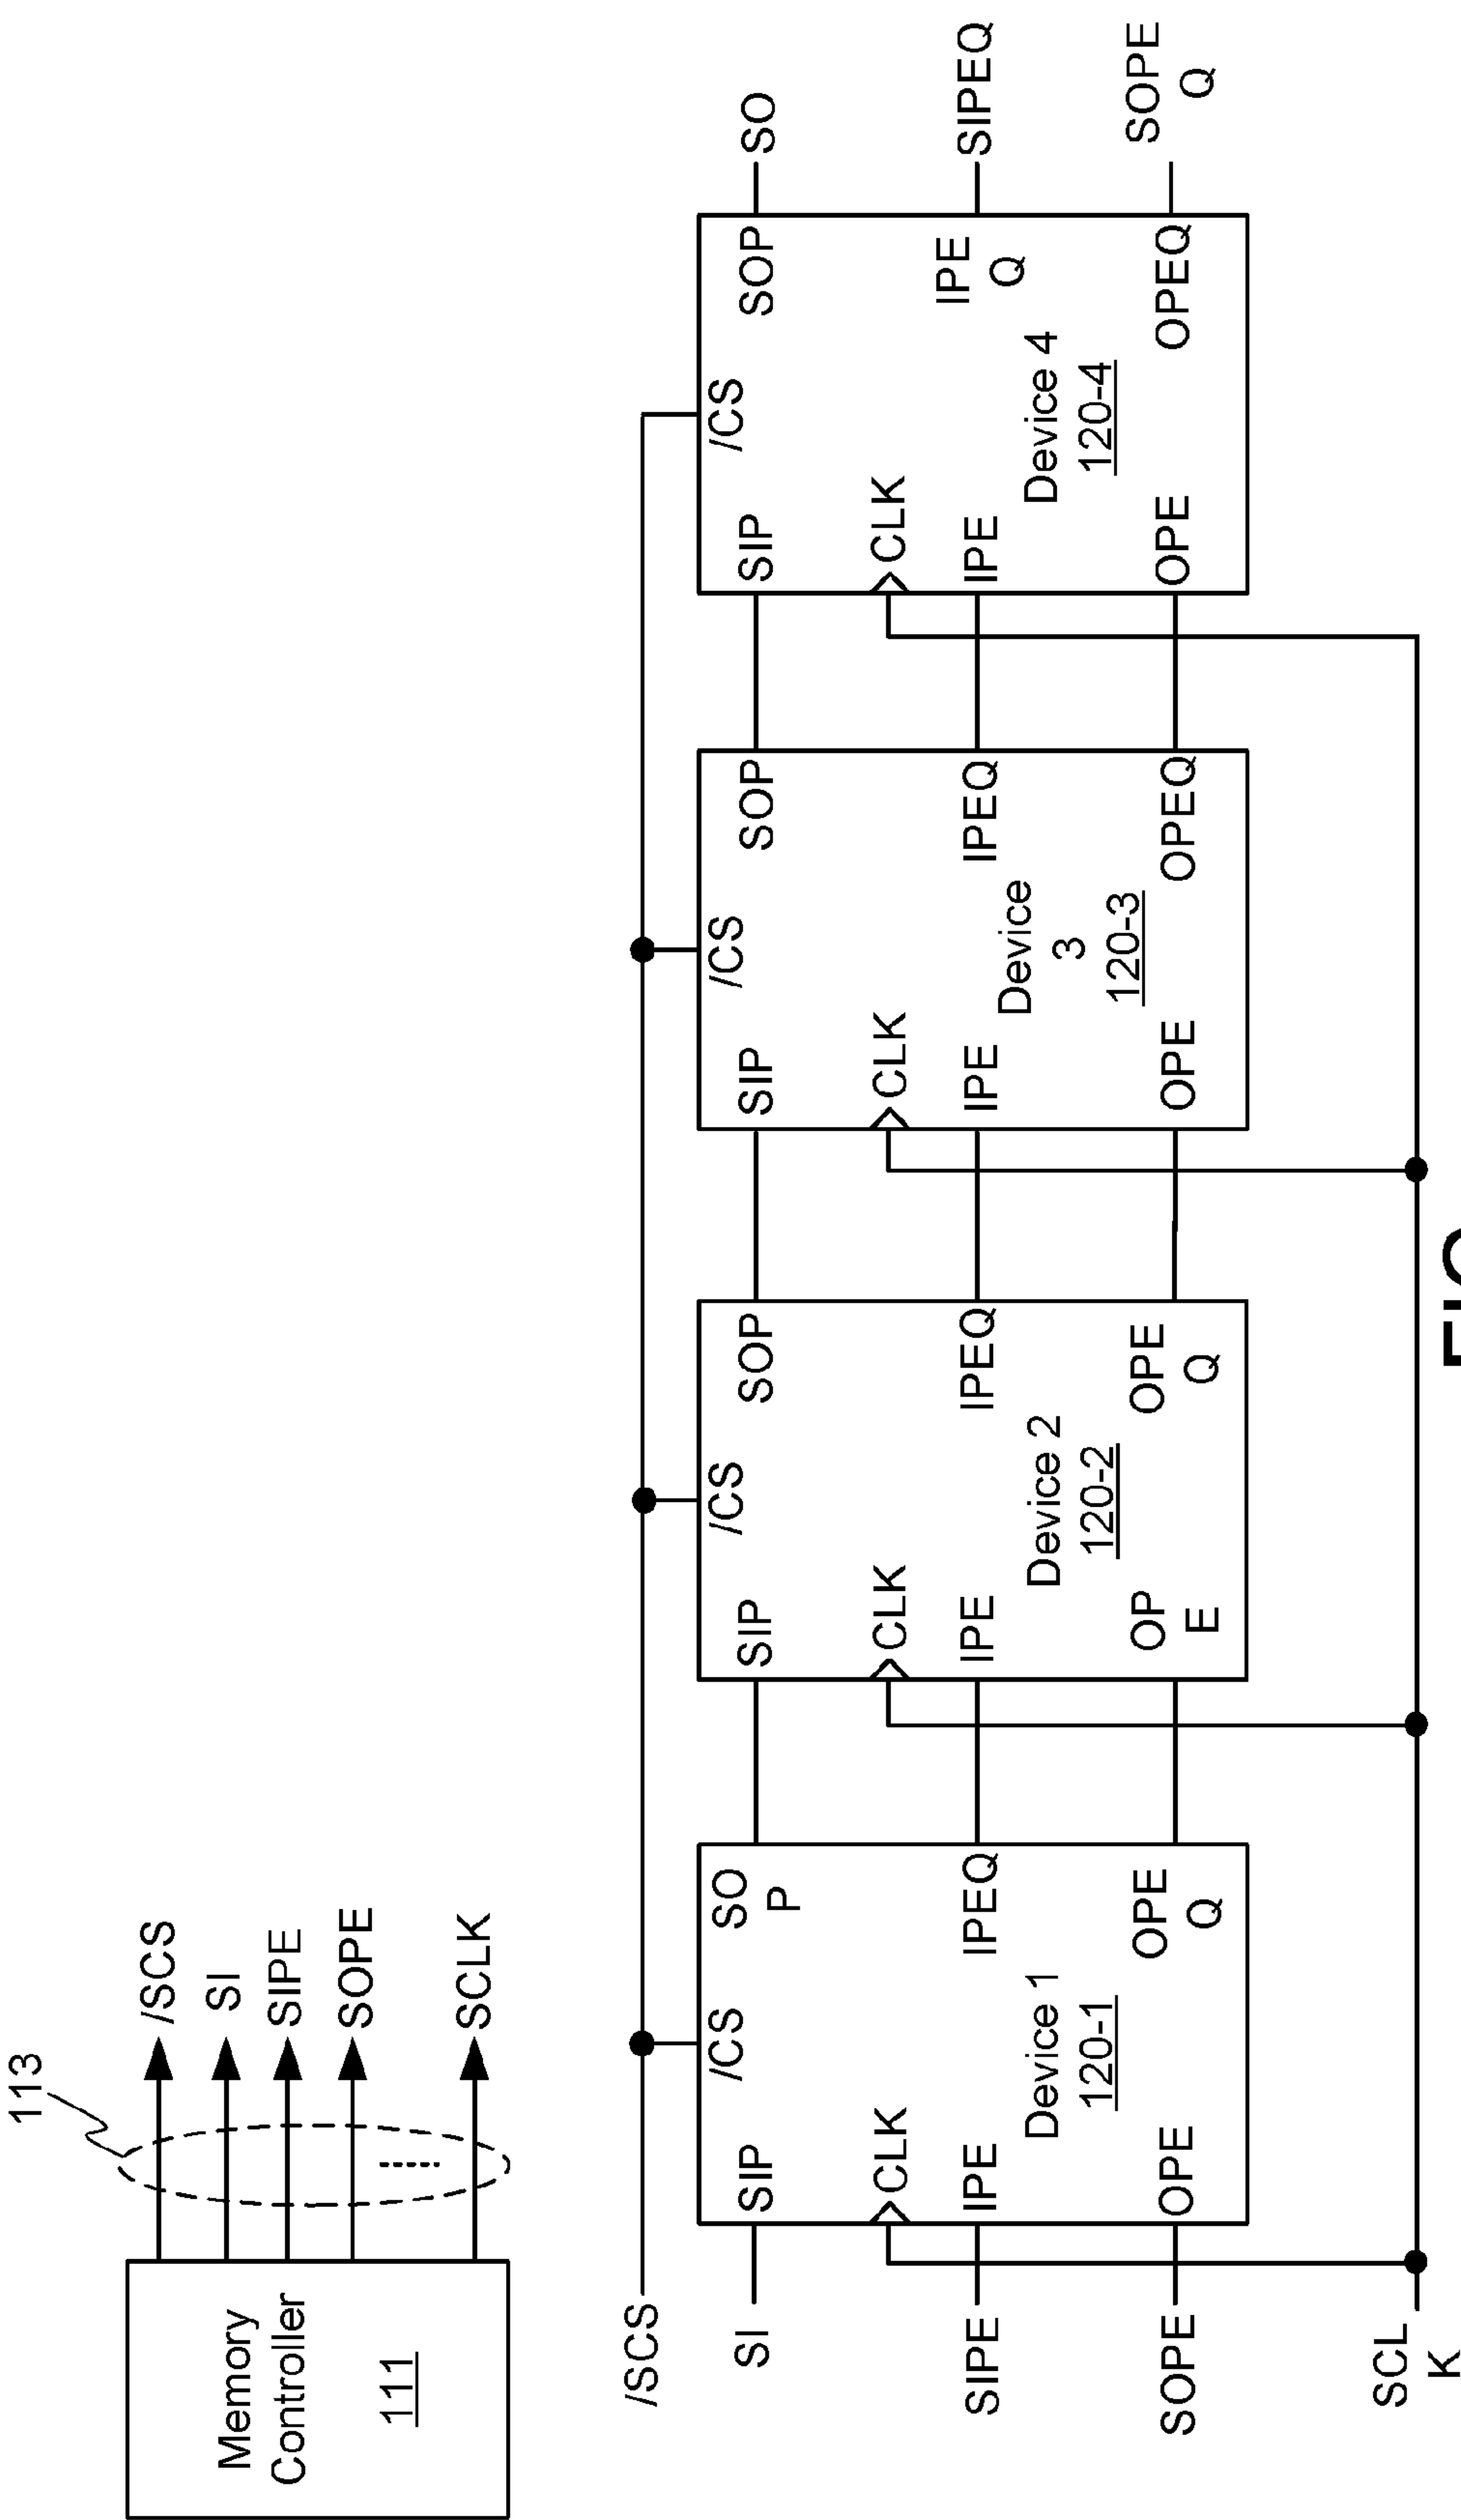 113
Memory
Controller
111
/SCS
SI
SIPE
SOPE
SCLK
/SCS
SI
SIPE
SOPE
SCL
K
SIP
/CS
SO
P
CLK
IPE
IPEQ
Device 1
120-1
OPE
OPE
Q
SIP
/CS
SOP
CLK
IPE
IPEQ
Device 2
120-2
OP
E
OPE
Q
SIP
/CS
SOP
CLK
IPE
IPEQ
Device
3
120-3
OPE
OPEQ
SIP
/CS
SOP
CLK
IPE
IPE
Q
Device 4
120-4
OPE
OPEQ
SO
SIPEQ
SOPE
Q